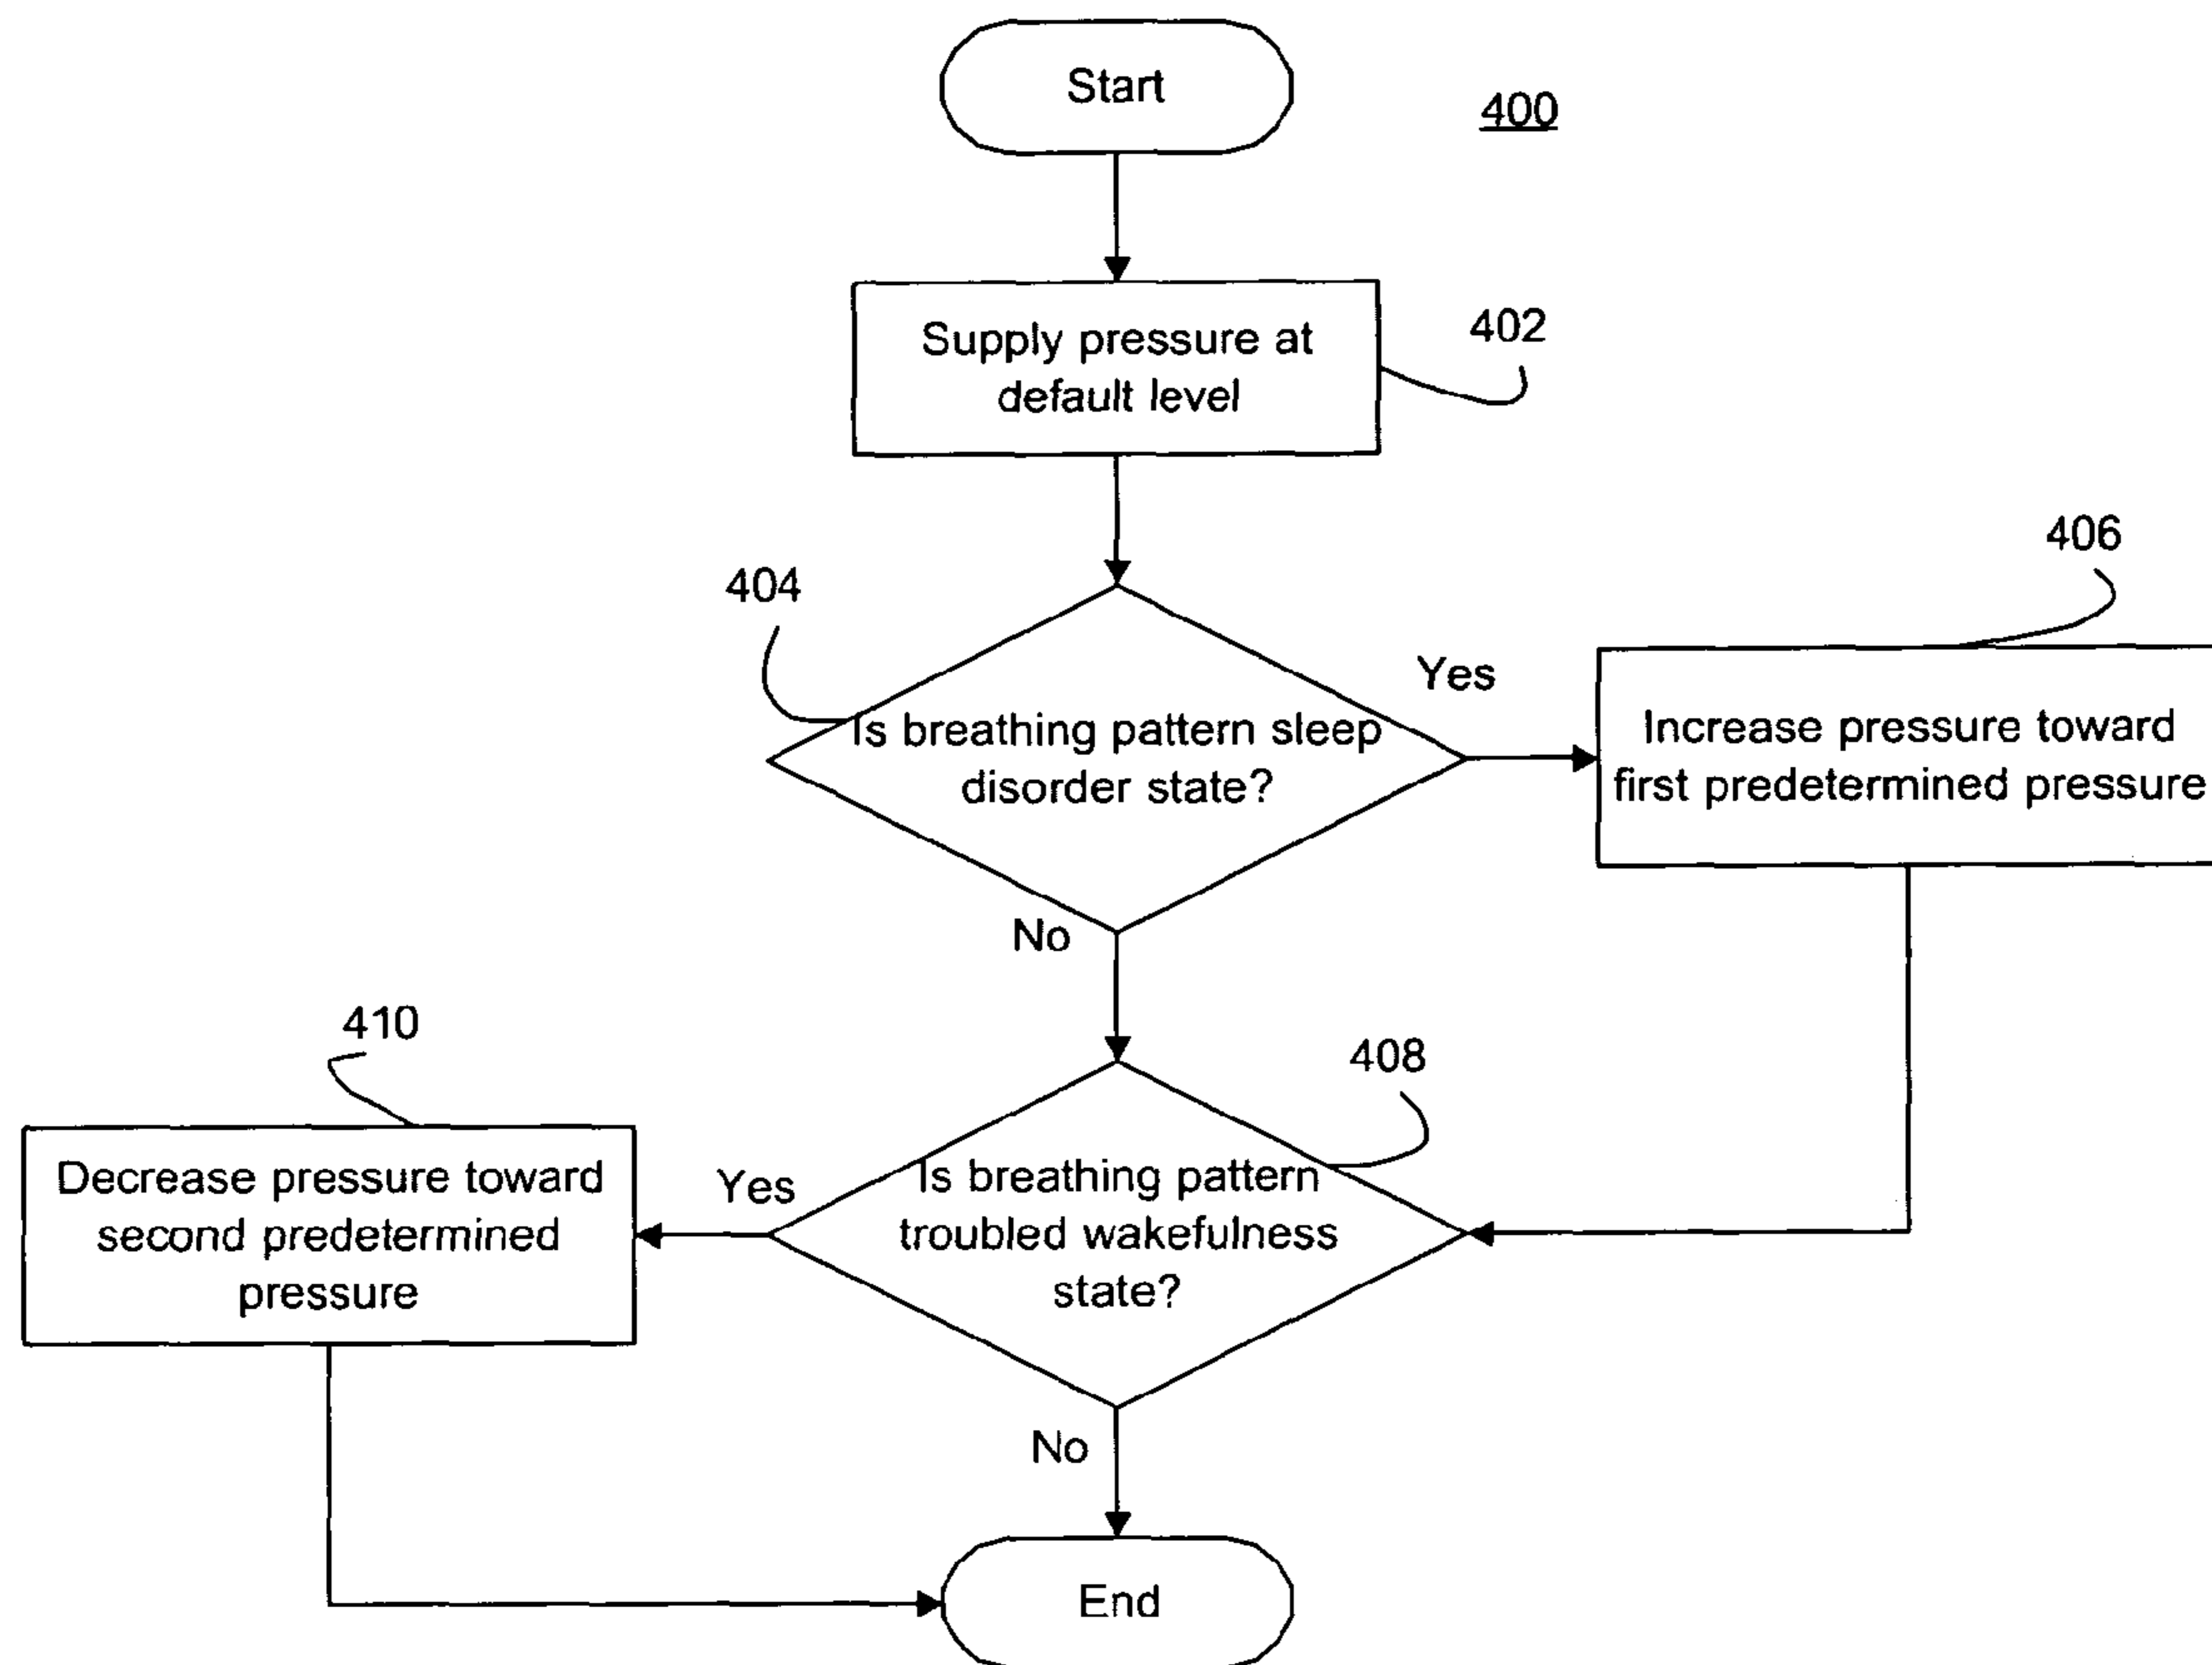 Start
400
Supply pressure at
default level
402
404
Is breathing pattern sleep
disorder state?
Yes
406
Increase pressure toward
first predetermined pressure
No
410
Decrease pressure toward
second predetermined
pressure
Yes
408
Is breathing pattern
troubled wakefulness
state?
No
End